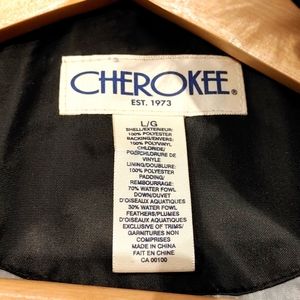 CHEROKEE®
EST. 1973
L/G
SHELL/EXTERIEUR:
100% POLYESTER
BACKING/ENVERS:
100% POLYVINYL
CHLORIDE/
POLYCHLORURE DE
VINYLE
LINING/DOUBLURE:
100% POLYESTER
PADDING/
REMBOURRAGE:
70% WATER FOWL
DOWN/DUVET
D'OISEAUX AQUATIQUES
30% WATER FOWL
FEATHERS/PLUMES
D'OISEAUX AQUATIQUES
EXCLUSIVE OF TRIMS/
GARNITURES NON
COMPRISES
MADE IN CHINA
FAIT EN CHINE
CA 00100